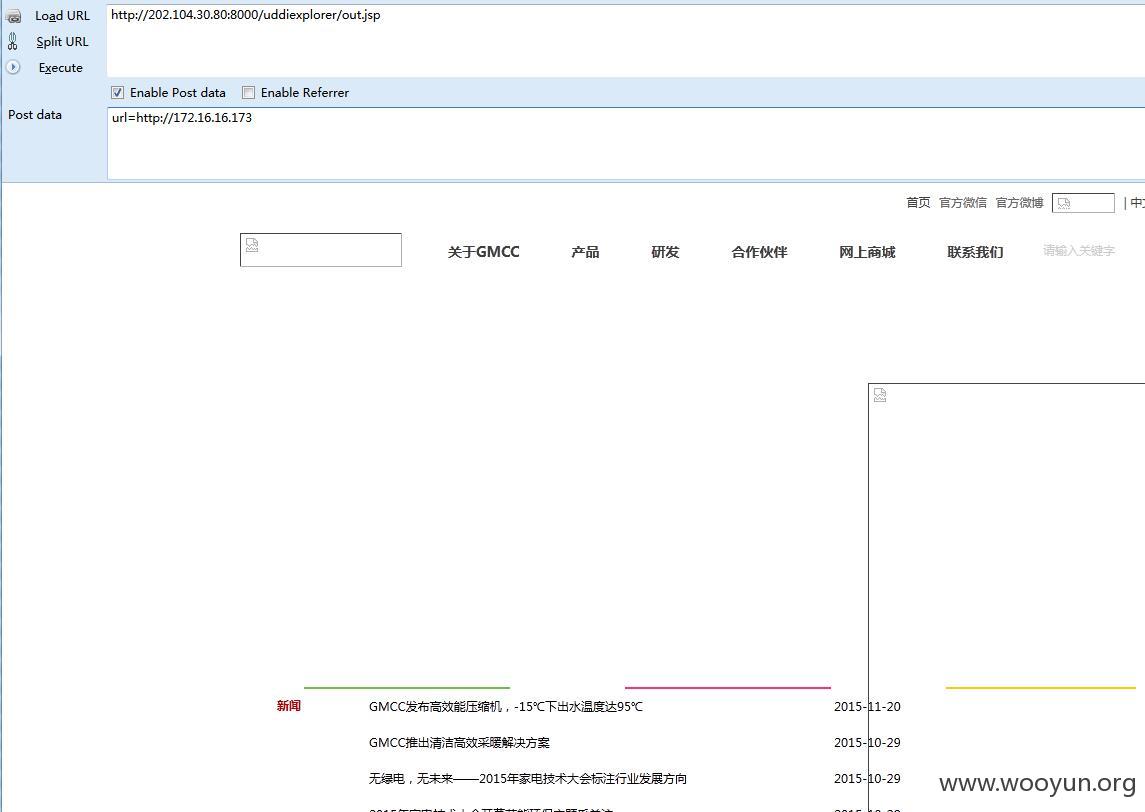 Load URL
http://202.104.30.80:8000/uddiexplorer/out.jsp
Split URL
Execute
Enable Post data Enable Referrer
Post data
url=http://172.16.16.173
首页 官方微信 官方微博 | 中
关于GMCC 产品 研发 合作伙伴 网上商城 联系我们 请输入关键字
新闻 GMCC发布高效能压缩机，-15℃下出水温度达95℃ 2015-11-20
GMCC推出清洁高效采暖解决方案 2015-10-29
无绿电，无未来——2015年家电技术大会标注行业发展方向 2015-10-29
www.wooyun.org